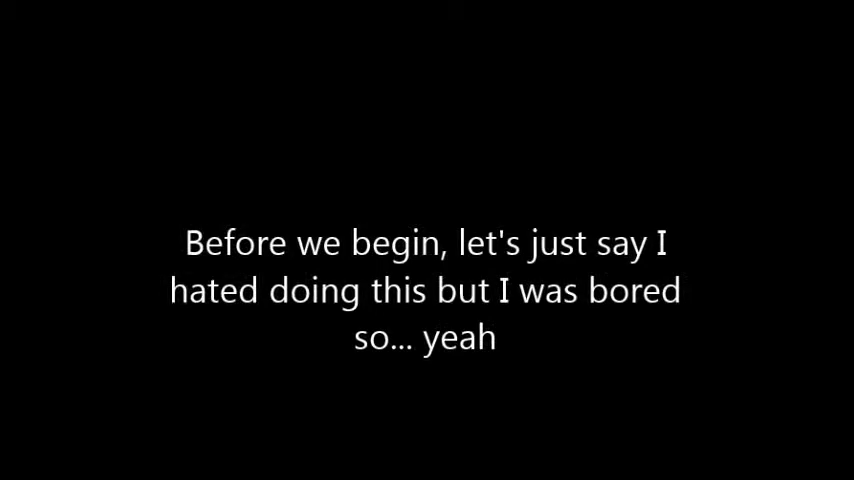 Before we begin, let's just say I
hated doing this but I was bored
so... yeah